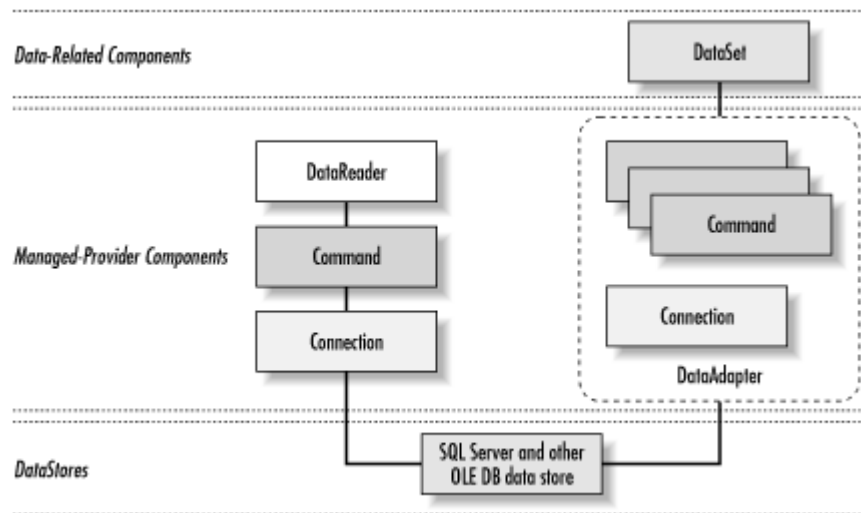 Data-Related Components
DataSet
DataReader
Command
Managed-Provider Components
Command
Connection
Connection
DataAdapter
SQL Server and other
OLE DB data store
DataStores